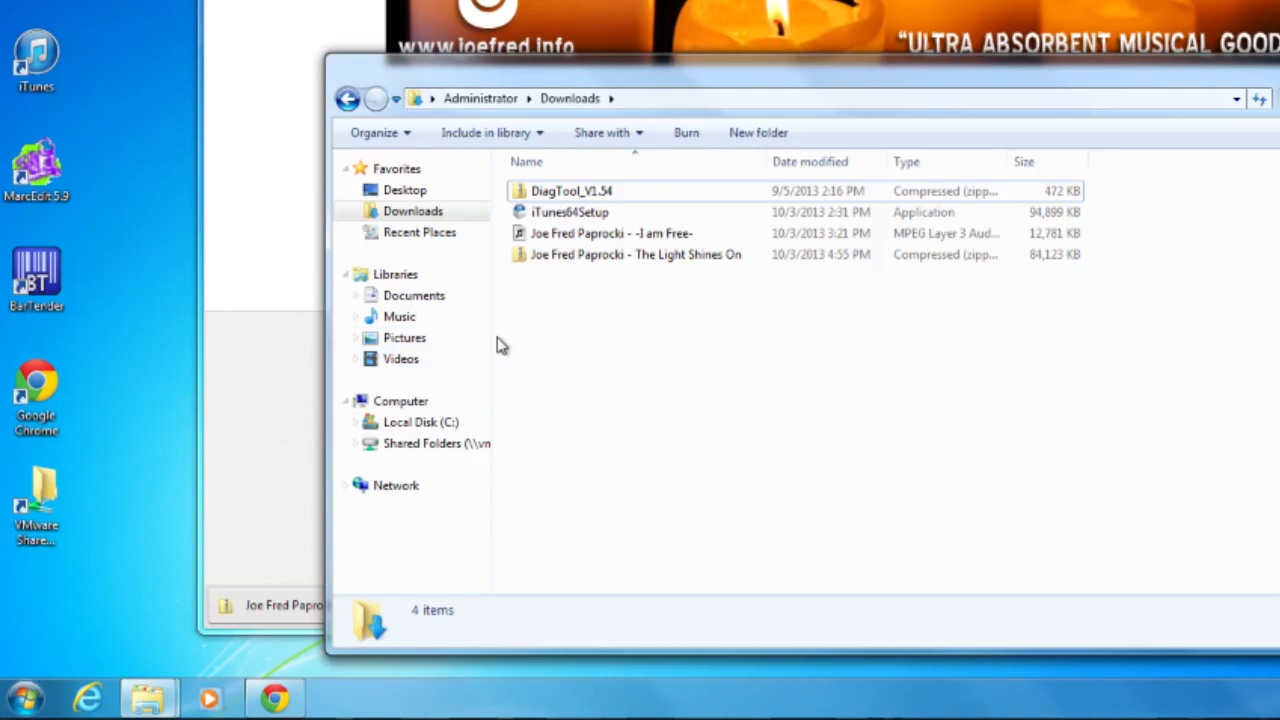 www.joefred.info
"ULTRA ABSORBENT MUSICAL GOOD
iTunes
MarcEdit 5.9
BT
BarTender
Google
Chrome
VMware
Share...
Administrator
Downloads
Organize
Include in library
Share with
Burn
New folder
Favorites
Desktop
Downloads
Recent Places
Libraries
Documents
Music
Pictures
Videos
Computer
Local Disk (C:)
Shared Folders (\\vn
Network
Name Date modified Type Size
DiagTool_V1.54 9/5/2013 2:16 PM Compressed (zipp... 472 KB
iTunes64Setup 10/3/2013 2:31 PM Application 94,899 KB
Joe Fred Paprocki - -I am Free- 10/3/2013 3:21 PM MPEG Layer 3 Aud... 12,781 KB
Joe Fred Paprocki - The Light Shines On 10/3/2013 4:55 PM Compressed (zipp... 84,123 KB
4 items
Joe Fred Papro